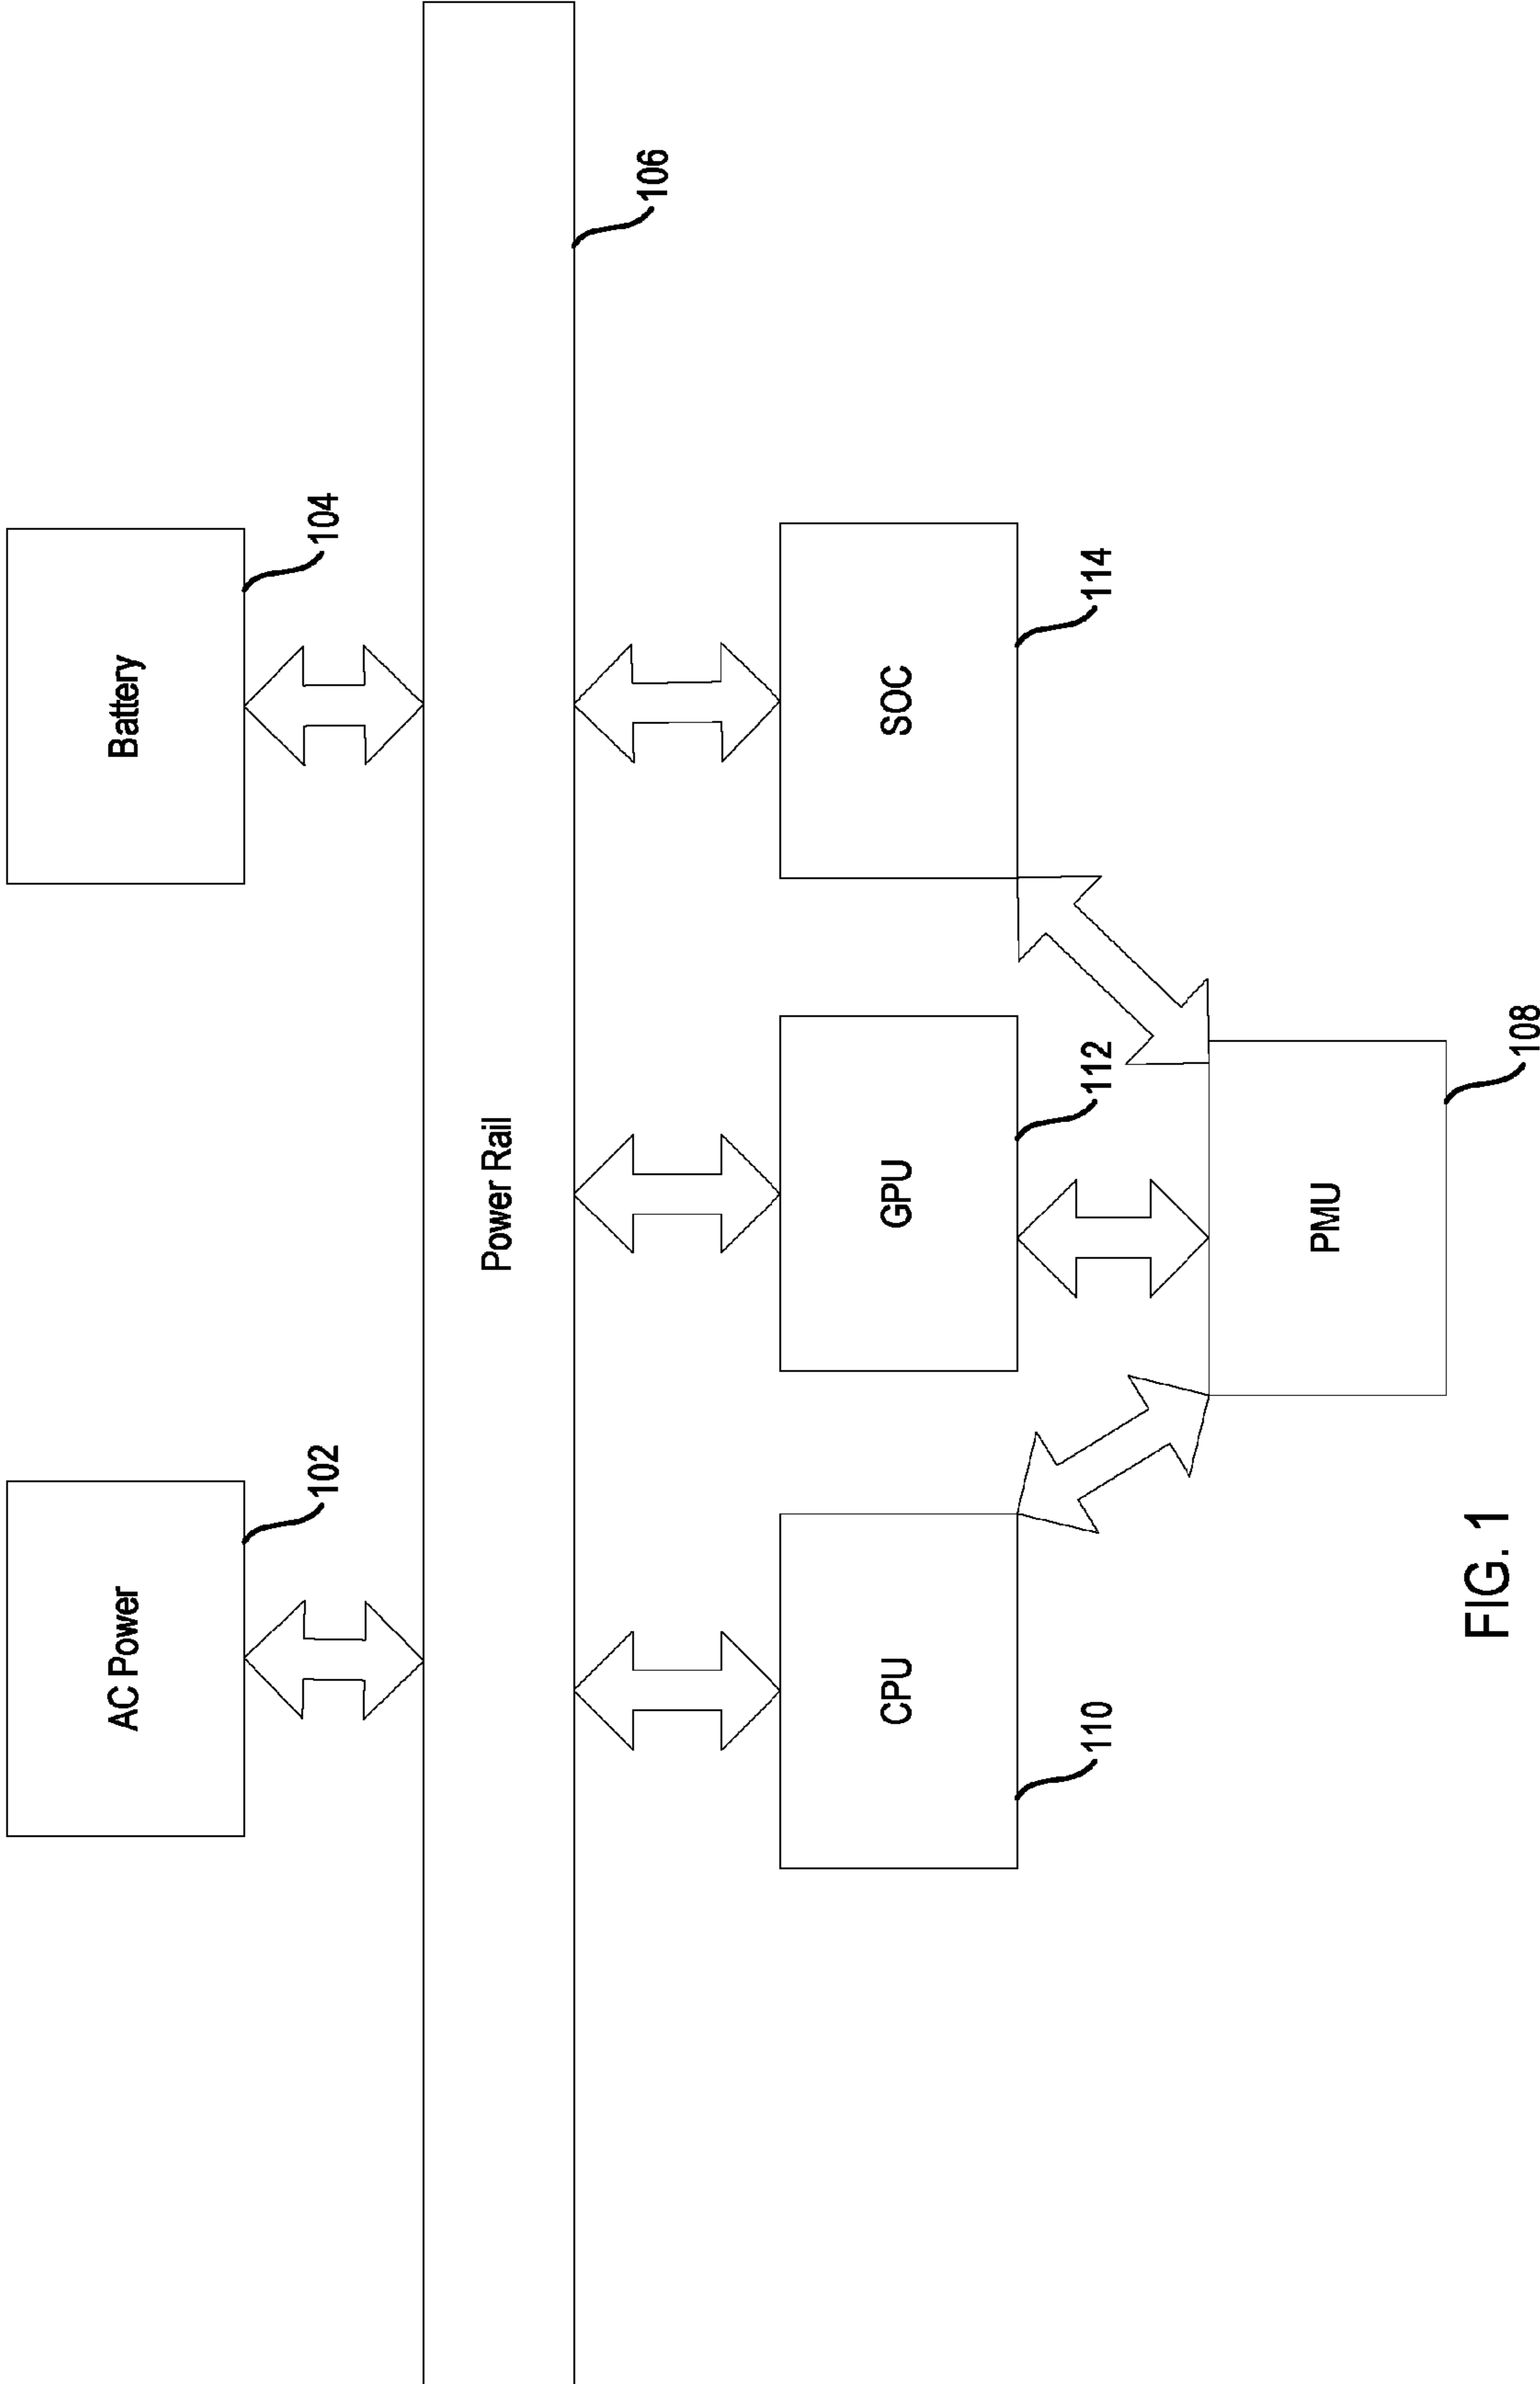 AC Power
102
Battery
104
Power Rail
106
CPU
110
GPU
112
SOC
114
PMU
108
FIG. 1